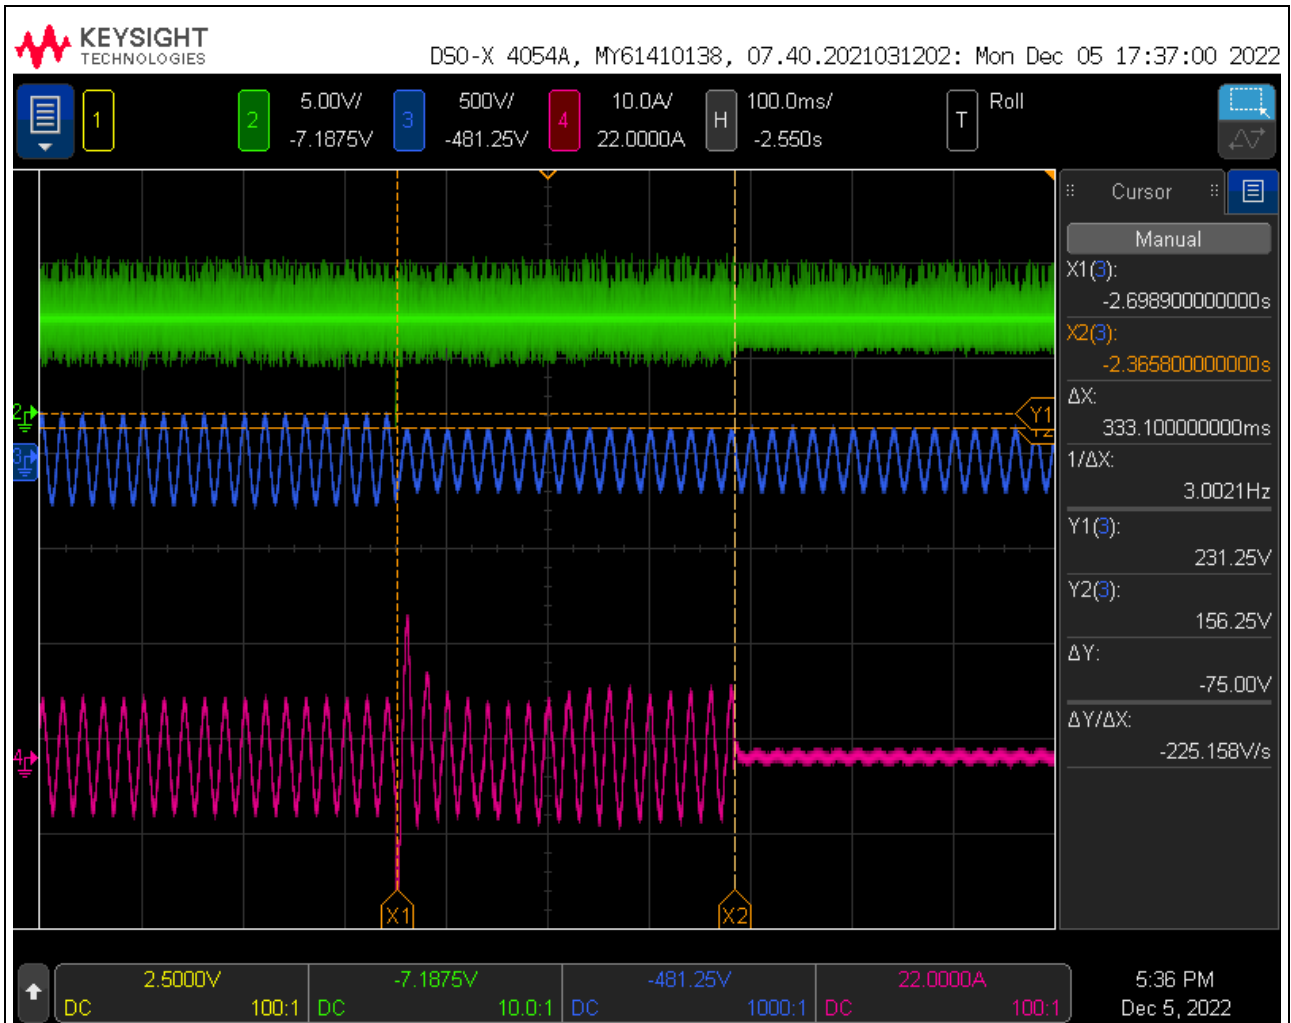 KEYSIGHT
TECHNOLOGIES
DSO-X 4054A, MY61410138, 07.40.2021031202: Mon Dec 05 17:37:00 2022
1
2
5.00V/
-7.1875V
3
500V/
-481.25V
4
10.0A/
22.0000A
H
100.0ms/
-2.550s
T
Roll
Cursor
Manual
X1(3):
-2.698900000000s
X2(3):
-2.365800000000s
ΔX:
333.100000000ms
1/ΔX:
3.0021Hz
Y1(3):
231.25V
Y2(3):
156.25V
ΔY:
-75.00V
ΔY/ΔX:
-225.158V/s
2
3
4
Y1
Y2
X1
X2
2.5000V
DC 100:1
-7.1875V
DC 10.0:1
-481.25V
DC 1000:1
22.0000A
DC 100:1
5:36 PM
Dec 5, 2022